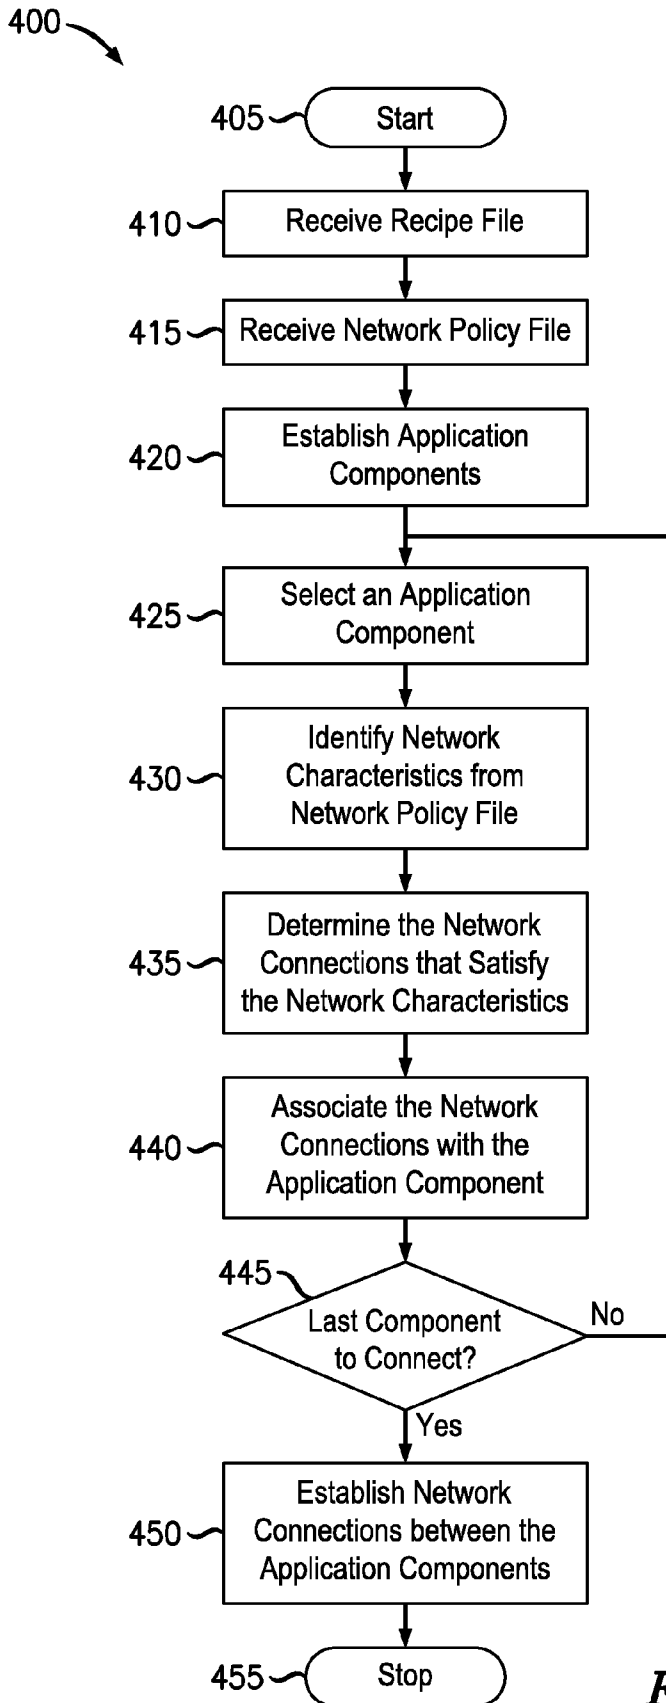 400
405
Start
410
Receive Recipe File
415
Receive Network Policy File
420
Establish Application
Components
425
Select an Application
Component
430
Identify Network
Characteristics from
Network Policy File
435
Determine the Network
Connections that Satisfy
the Network Characteristics
440
Associate the Network
Connections with the
Application Component
445
Last Component
to Connect?
No
Yes
450
Establish Network
Connections between the
Application Components
455
Stop